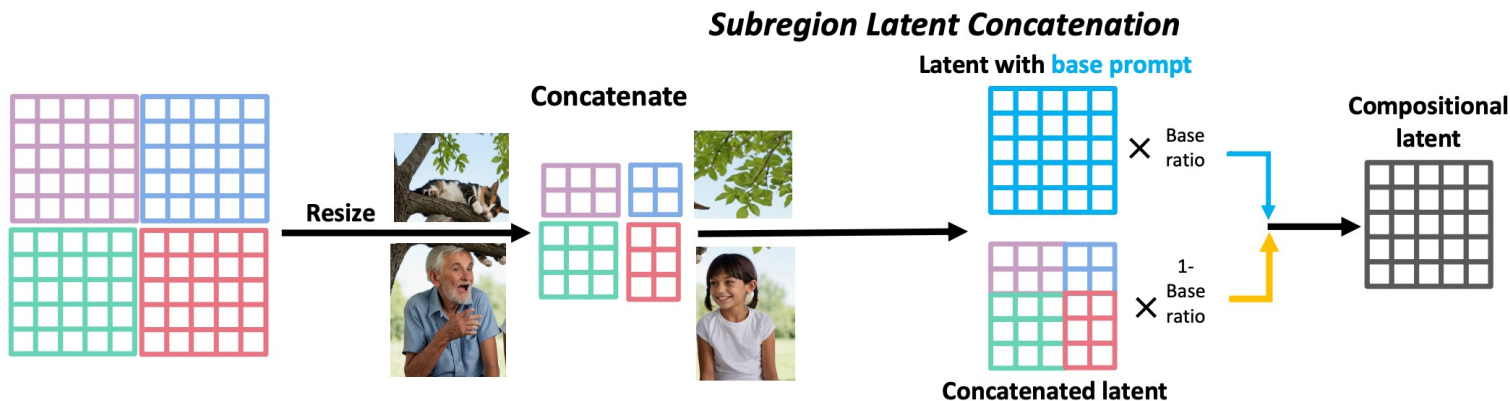 Subregion Latent Concatenation
Latent with base prompt
Concatenate
Compositional
latent
× Base
ratio
Resize
1-
× Base
ratio
Concatenated latent